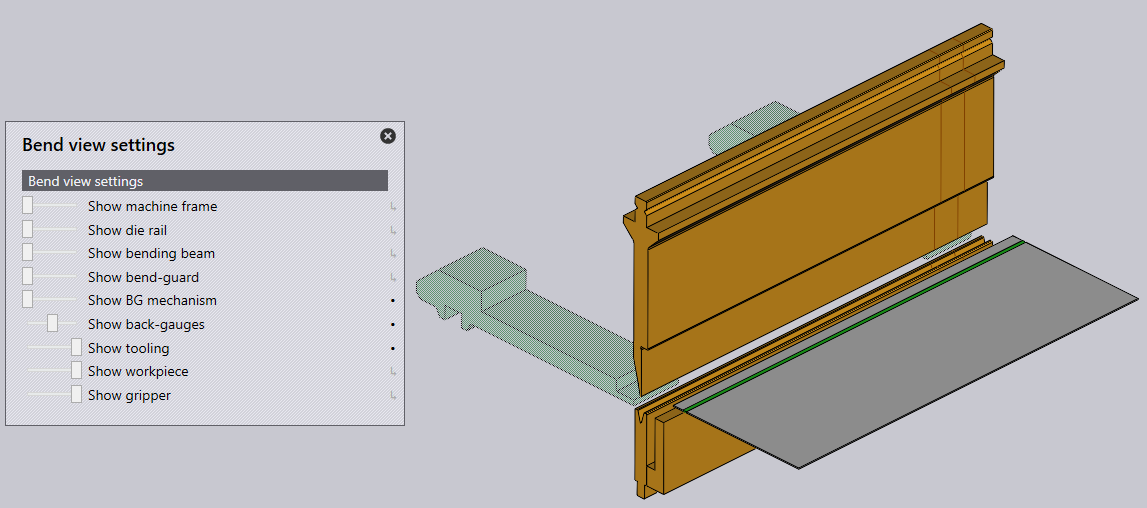 Bend view settings
Bend view settings
Show machine frame
Show die rail
Show bending beam
Show bend-guard
Show BG mechanism
Show back-gauges
Show tooling
Show workpiece
Show gripper